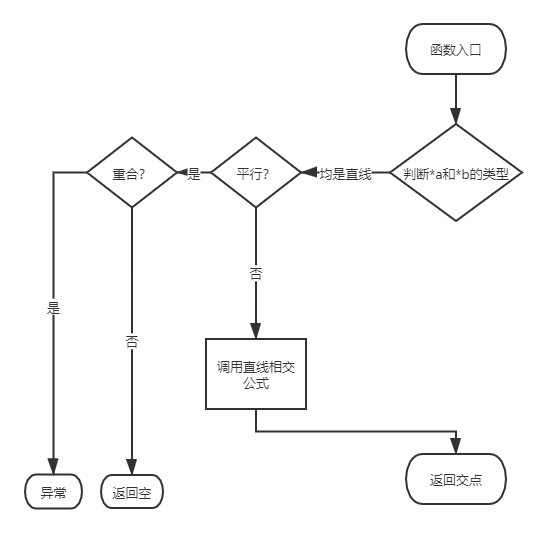 函数入口
判断*a和*b的类型
均是直线
平行？
是
重合？
否
是
否
调用直线相交
公式
异常
返回空
返回交点